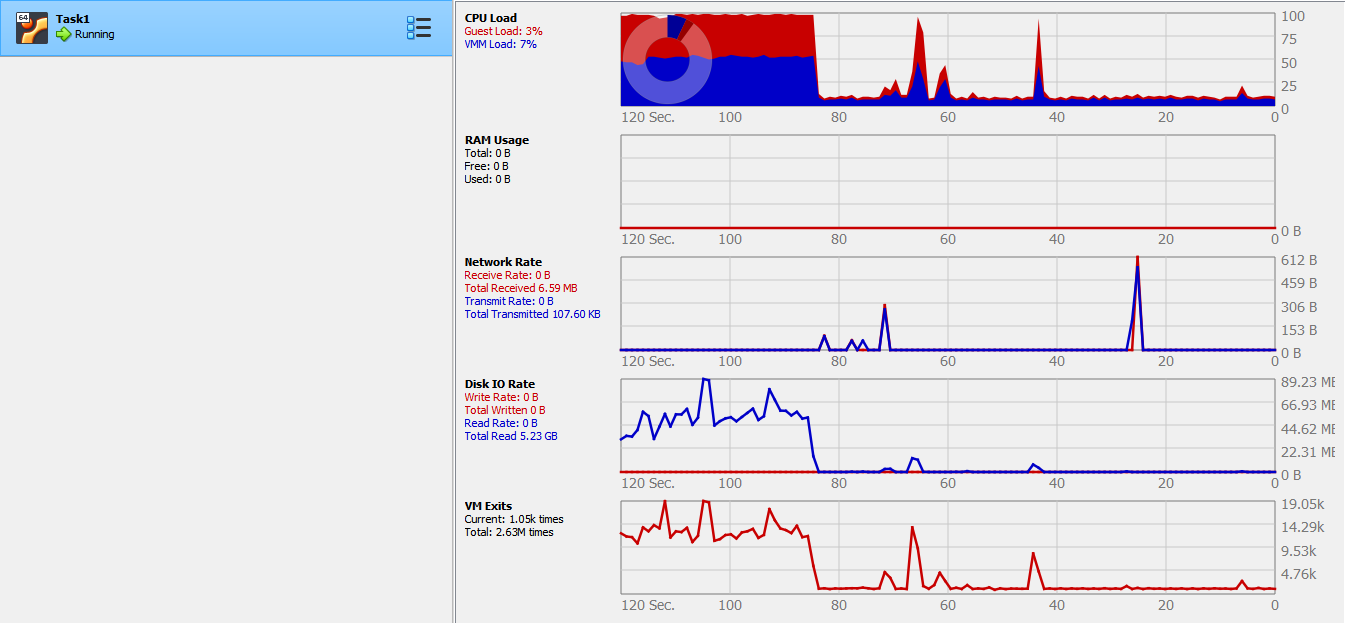 64
Task1
Running
CPU Load
Guest Load: 3%
VMM Load: 7%
100
75
50
25
0
120 Sec. 100 80 60 40 20 0
RAM Usage
Total: 0 B
Free: 0 B
Used: 0 B
0 B
120 Sec. 100 80 60 40 20 0
Network Rate
Receive Rate: 0 B
Total Received 6.59 MB
Transmit Rate: 0 B
Total Transmitted 107.60 KB
612 B
459 B
306 B
153 B
0 B
120 Sec. 100 80 60 40 20 0
Disk IO Rate
Write Rate: 0 B
Total Written 0 B
Read Rate: 0 B
Total Read 5.23 GB
89.23 ME
66.93 ME
44.62 ME
22.31 ME
0 B
120 Sec. 100 80 60 40 20 0
VM Exits
Current: 1.05k times
Total: 2.63M times
19.05k
14.29k
9.53k
4.76k
120 Sec. 100 80 60 40 20 0